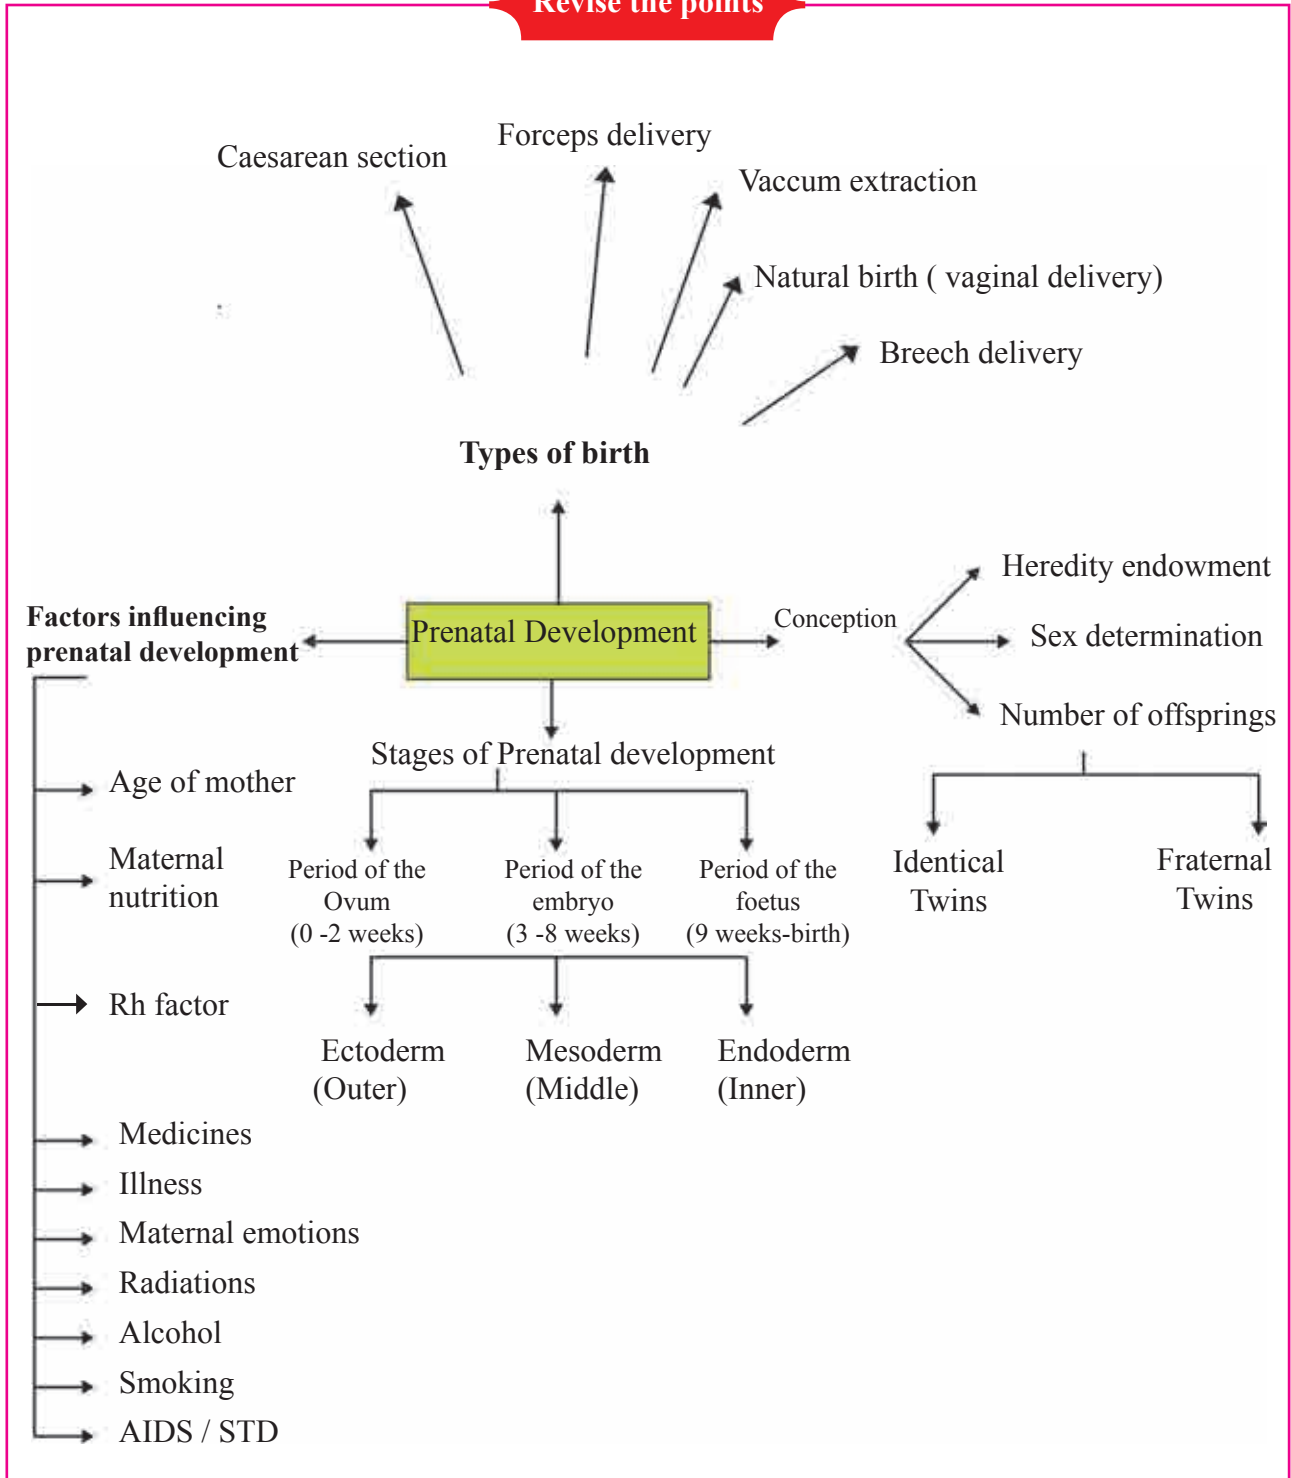 Revise the points
Forceps delivery
Caesarean section
Vaccum extraction
Natural birth ( vaginal delivery)
Breech delivery
Types of birth
Heredity endowment
Factors influencing
prenatal development
Prenatal Development
Conception
Sex determination
Number of offsprings
Stages of Prenatal development
Age of mother
Maternal
nutrition
Period of the
Ovum
(0 -2 weeks)
Period of the
embryo
(3 -8 weeks)
Period of the
foetus
(9 weeks-birth)
Identical
Twins
Fraternal
Twins
Rh factor
Ectoderm
(Outer)
Mesoderm
(Middle)
Endoderm
(Inner)
Medicines
Illness
Maternal emotions
Radiations
Alcohol
Smoking
AIDS / STD